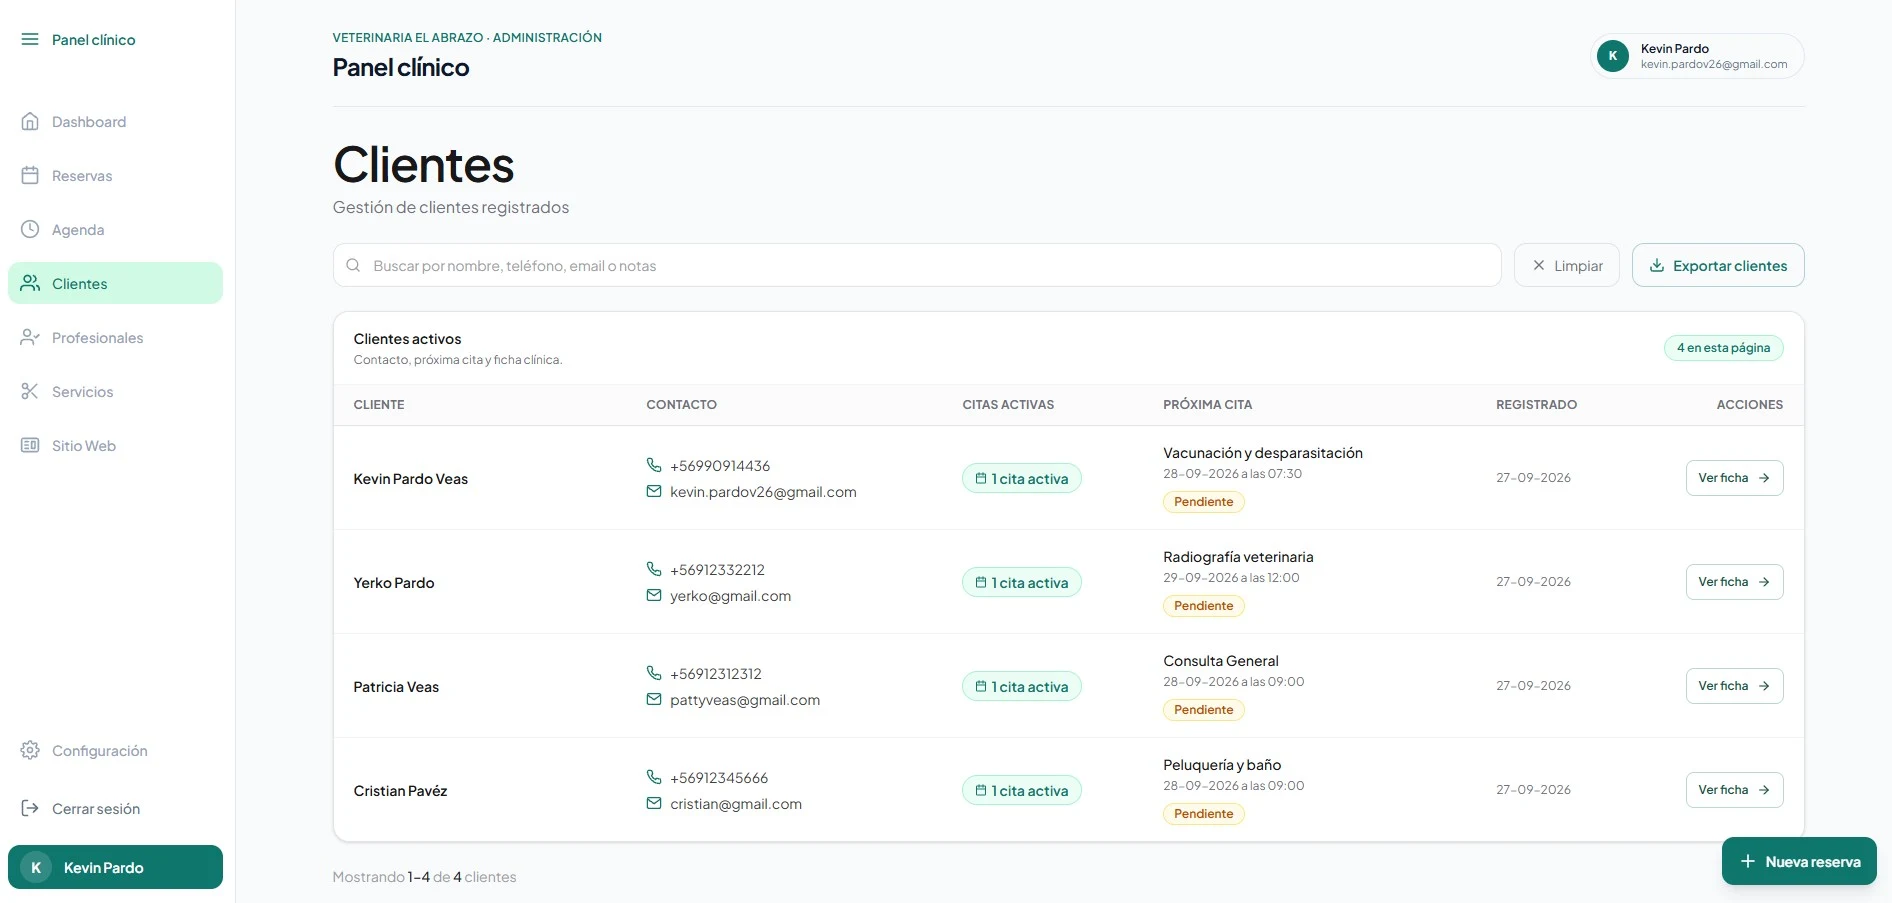 Panel clínico
Dashboard
Reservas
Agenda
Clientes
Profesionales
Servicios
Sitio Web
Configuración
Cerrar sesión
K Kevin Pardo
VETERINARIA EL ABRAZO · ADMINISTRACIÓN
Panel clínico
K
Kevin Pardo
kevin.pardov26@gmail.com
Clientes
Gestión de clientes registrados
Buscar por nombre, teléfono, email o notas
Limpiar
Exportar clientes
Clientes activos
Contacto, próxima cita y ficha clínica.
4 en esta página
CLIENTE CONTACTO CITAS ACTIVAS PRÓXIMA CITA REGISTRADO ACCIONES
Kevin Pardo Veas
+56990914436
kevin.pardov26@gmail.com
1 cita activa
Vacunación y desparasitación
28-09-2026 a las 07:30
Pendiente
27-09-2026
Ver ficha
Yerko Pardo
+56912332212
yerko@gmail.com
1 cita activa
Radiografía veterinaria
29-09-2026 a las 12:00
Pendiente
27-09-2026
Ver ficha
Patricia Veas
+56912312312
pattyveas@gmail.com
1 cita activa
Consulta General
28-09-2026 a las 09:00
Pendiente
27-09-2026
Ver ficha
Cristian Pavéz
+56912345666
cristian@gmail.com
1 cita activa
Peluquería y baño
28-09-2026 a las 09:00
Pendiente
27-09-2026
Ver ficha
Mostrando 1-4 de 4 clientes
Nueva reserva